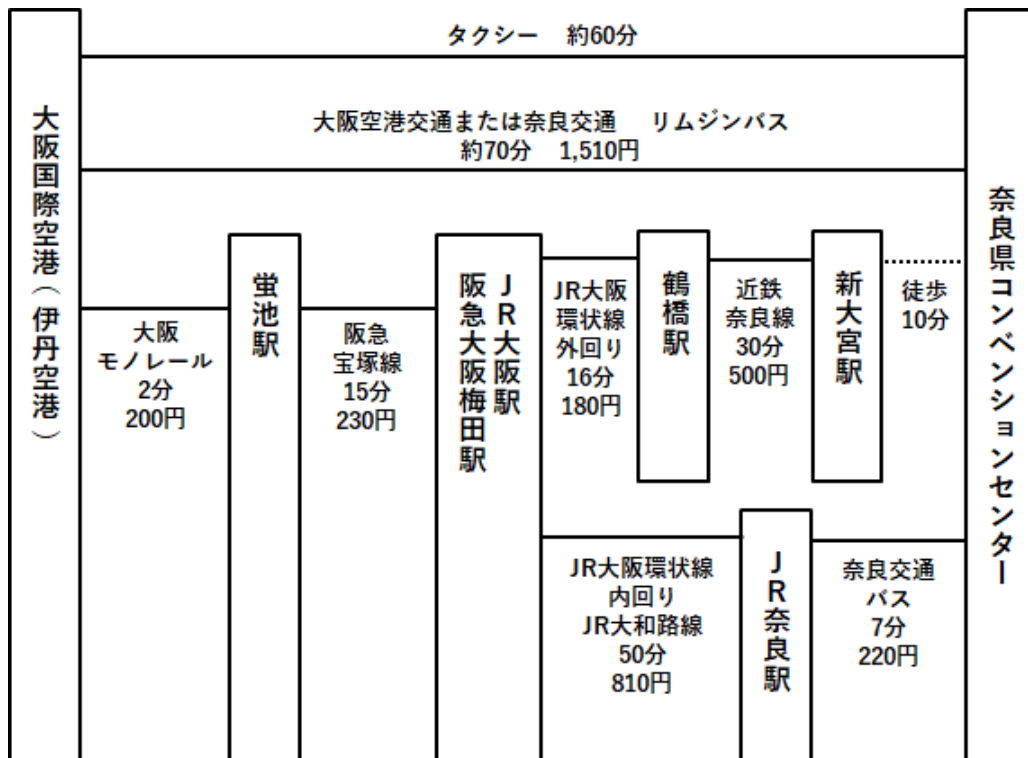 タクシー　約60分
大阪空港交通または奈良交通　リムジンバス
約70分　1,510円
大阪国際空港（伊丹空港）
大阪
モノレール
2分
200円
蛍池駅
阪急
宝塚線
15分
230円
JR大阪駅
阪急大阪梅田駅
JR大阪
環状線
外回り
16分
180円
鶴橋駅
近鉄
奈良線
30分
500円
新大宮駅
徒歩
10分
JR大阪環状線
内回り
JR大和路線
50分
810円
JR奈良駅
奈良交通
バス
7分
220円
奈良県コンベンションセンター